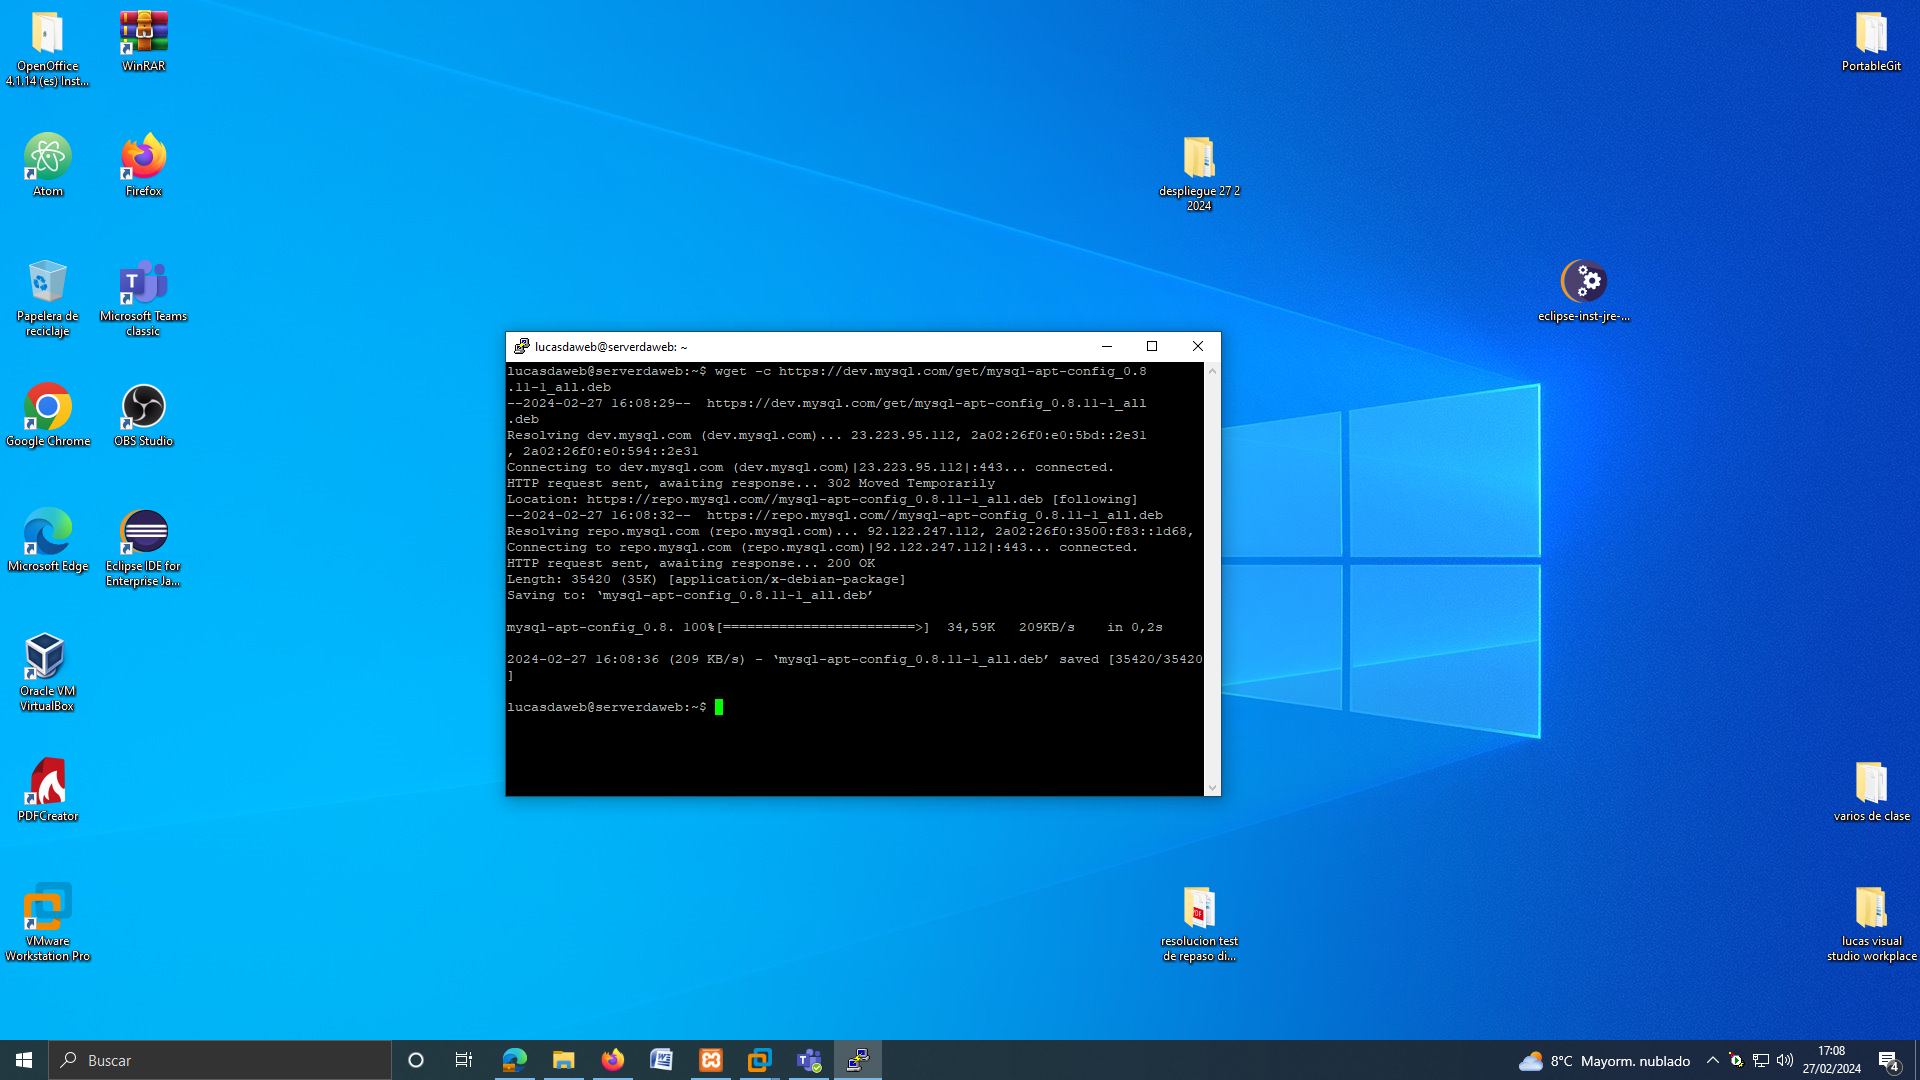 OpenOffice
4.1.14 (es) Inst...
WinRAR
PortableGit
Atom
Firefox
despliegue 27 2
2024
Papelera de
reciclaje
Microsoft Teams
classic
eclipse-inst-jre-...
Google Chrome
OBS Studio
Microsoft Edge
Eclipse IDE for
Enterprise Ja...
Oracle VM
VirtualBox
PDFCreator
VMware
Workstation Pro
lucasdaweb@serverdaweb: ~
lucasdaweb@serverdaweb:~$ wget -c https://dev.mysql.com/get/mysql-apt-config_0.8
.11-1_all.deb
--2024-02-27 16:08:29--  https://dev.mysql.com/get/mysql-apt-config_0.8.11-1_all
.deb
Resolving dev.mysql.com (dev.mysql.com)... 23.223.95.112, 2a02:26f0:e0:5bd::2e31
, 2a02:26f0:e0:594::2e31
Connecting to dev.mysql.com (dev.mysql.com)|23.223.95.112|:443... connected.
HTTP request sent, awaiting response... 302 Moved Temporarily
Location: https://repo.mysql.com//mysql-apt-config_0.8.11-1_all.deb [following]
--2024-02-27 16:08:32--  https://repo.mysql.com//mysql-apt-config_0.8.11-1_all.deb
Resolving repo.mysql.com (repo.mysql.com)... 92.122.247.112, 2a02:26f0:3500:f83::1d68,
Connecting to repo.mysql.com (repo.mysql.com)|92.122.247.112|:443... connected.
HTTP request sent, awaiting response... 200 OK
Length: 35420 (35K) [application/x-debian-package]
Saving to: ‘mysql-apt-config_0.8.11-1_all.deb’
mysql-apt-config_0.8. 100%[========================>]  34,59K   209KB/s    in 0,2s
2024-02-27 16:08:36 (209 KB/s) - ‘mysql-apt-config_0.8.11-1_all.deb’ saved [35420/35420
]
lucasdaweb@serverdaweb:~$
varios de clase
resolucion test
de repaso di...
lucas visual
studio workplace
Buscar
8°C Mayorm. nublado
17:08
27/02/2024
4